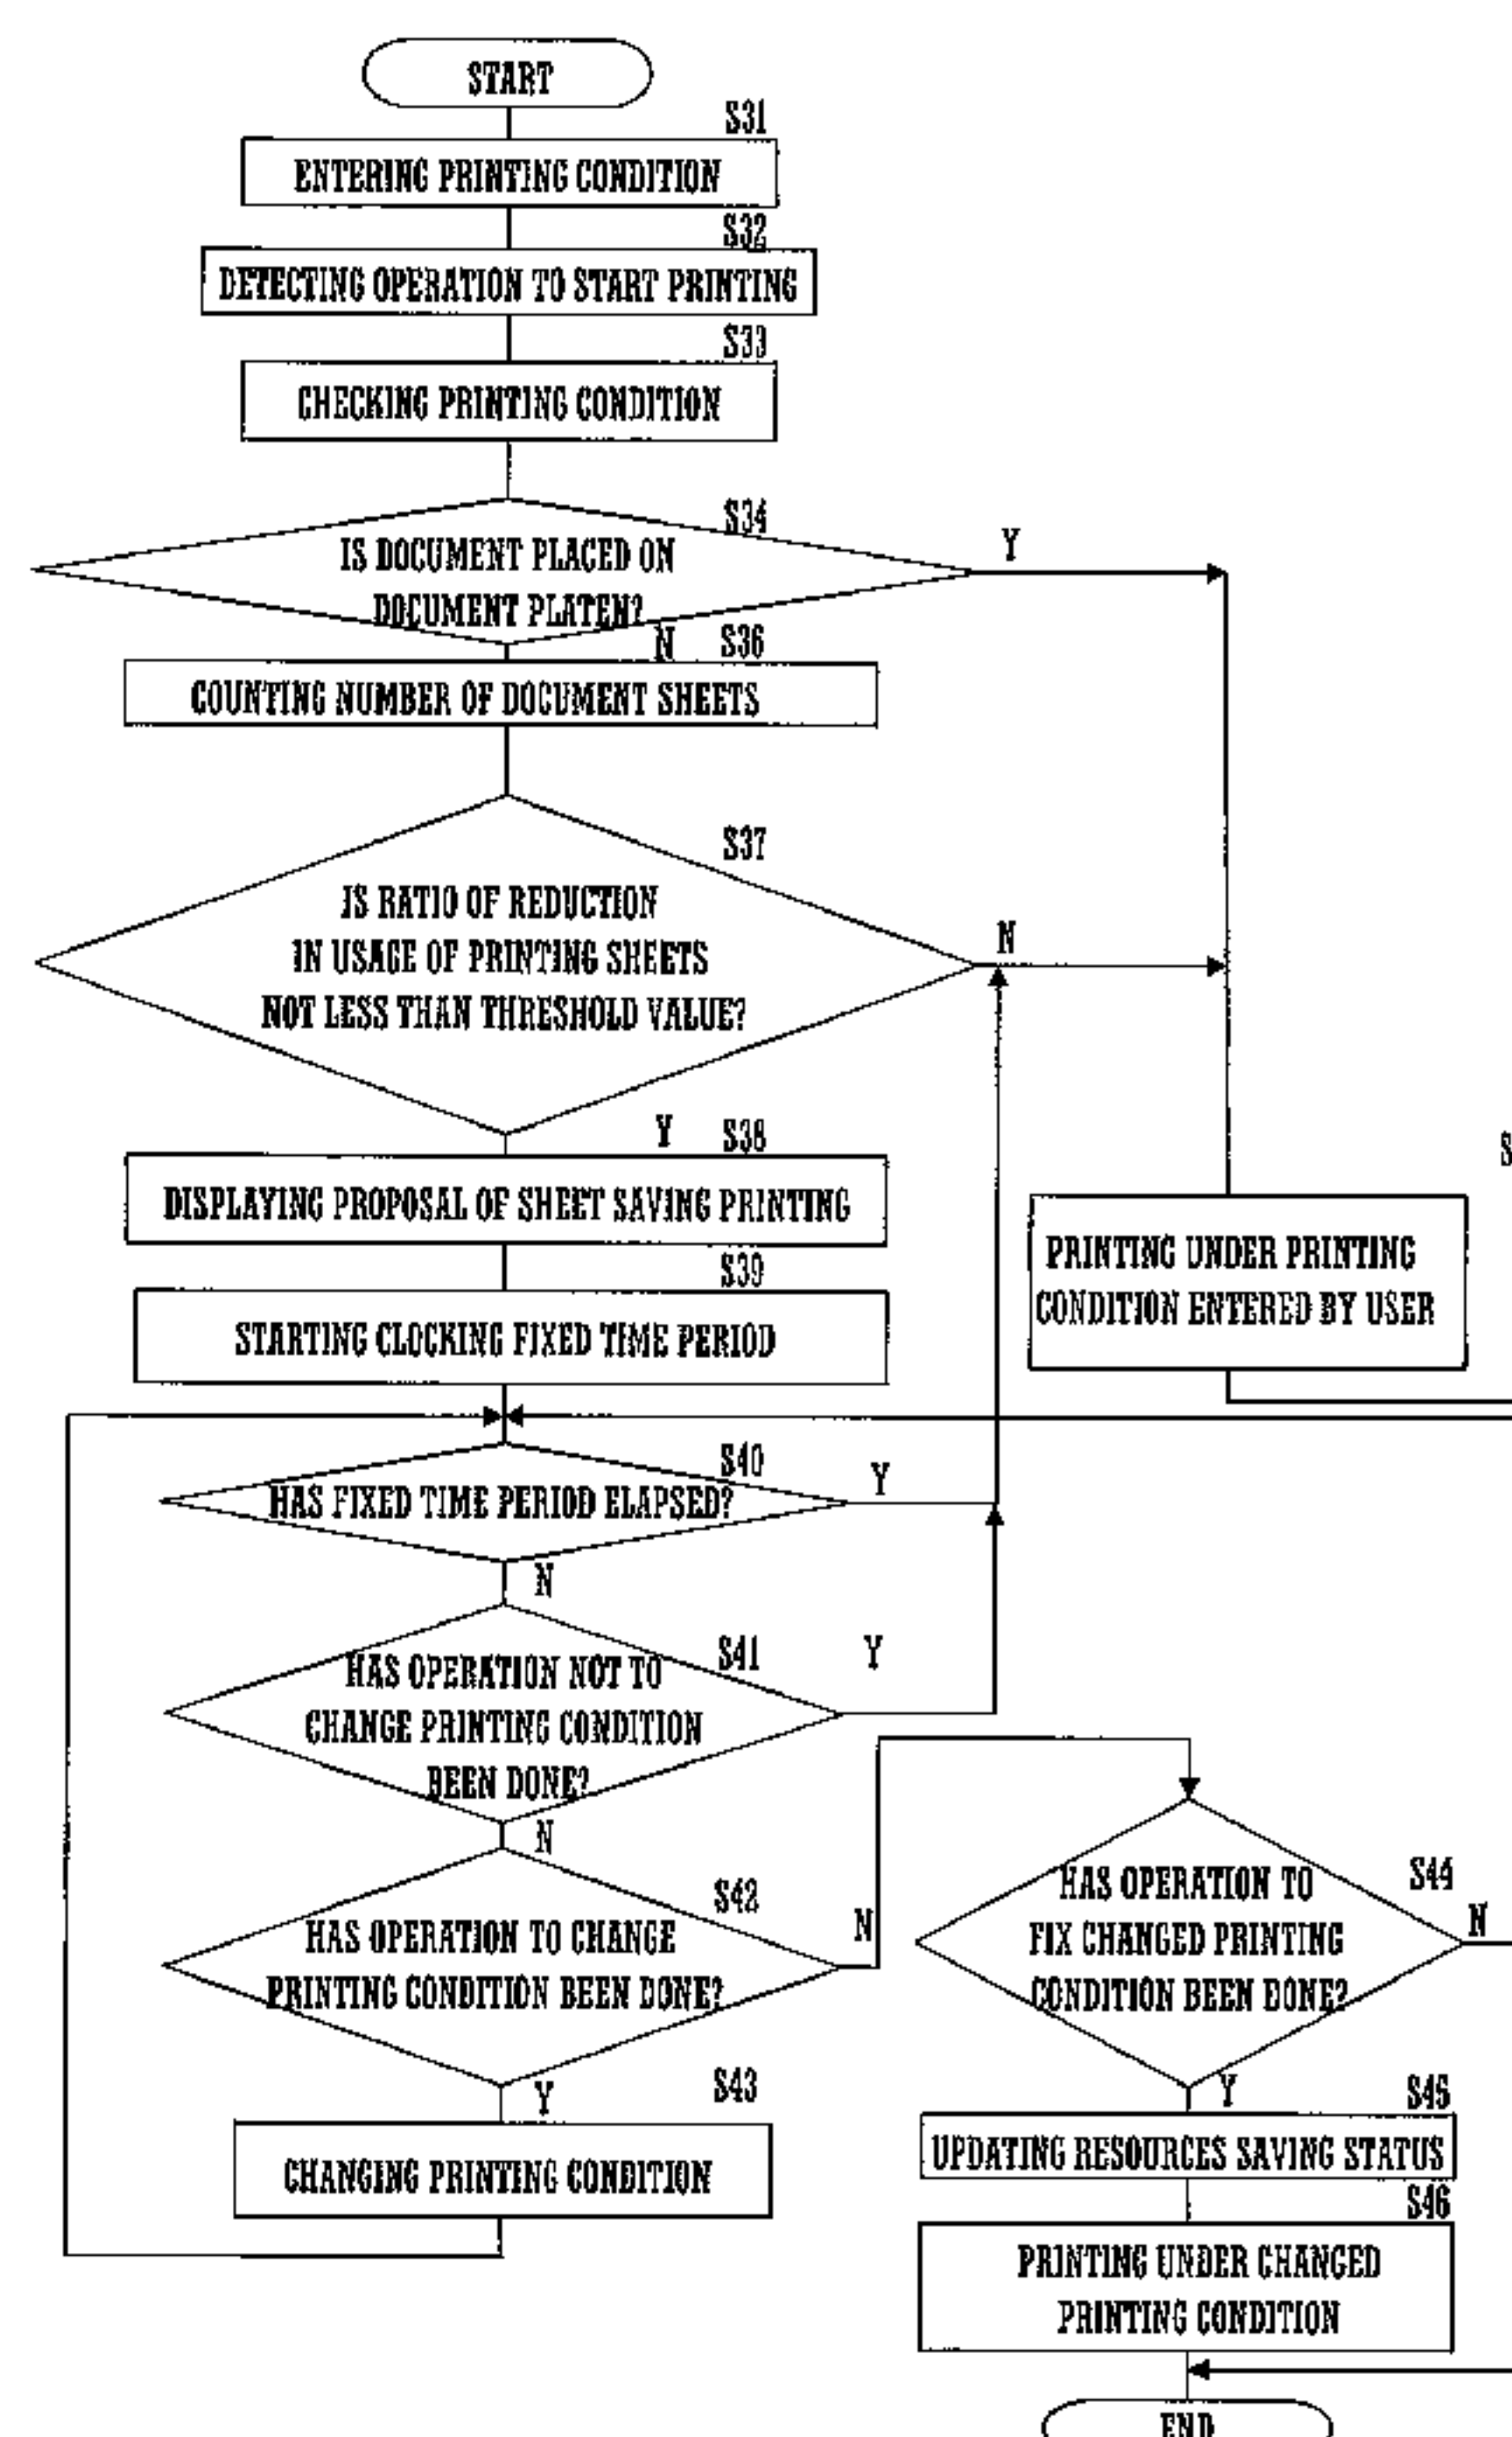 START
S31
ENTERING PRINTING CONDITION
S32
DETECTING OPERATION TO START PRINTING
S33
CHECKING PRINTING CONDITION
S34
IS DOCUMENT PLACED ON
DOCUMENT PLATEN?
Y
N
S36
COUNTING NUMBER OF DOCUMENT SHEETS
S37
IS RATIO OF REDUCTION
IN USAGE OF PRINTING SHEETS
NOT LESS THAN THRESHOLD VALUE?
N
Y
S38
DISPLAYING PROPOSAL OF SHEET SAVING PRINTING
S
PRINTING UNDER PRINTING
CONDITION ENTERED BY USER
S39
STARTING CLOCKING FIXED TIME PERIOD
S40
HAS FIXED TIME PERIOD ELAPSED?
Y
N
S41
HAS OPERATION NOT TO
CHANGE PRINTING CONDITION
BEEN DONE?
Y
N
S42
HAS OPERATION TO CHANGE
PRINTING CONDITION BEEN DONE?
N
Y
S43
CHANGING PRINTING CONDITION
S44
HAS OPERATION TO
FIX CHANGED PRINTING
CONDITION BEEN DONE?
N
Y
S45
UPDATING RESOURCES SAVING STATUS
S46
PRINTING UNDER CHANGED
PRINTING CONDITION
END